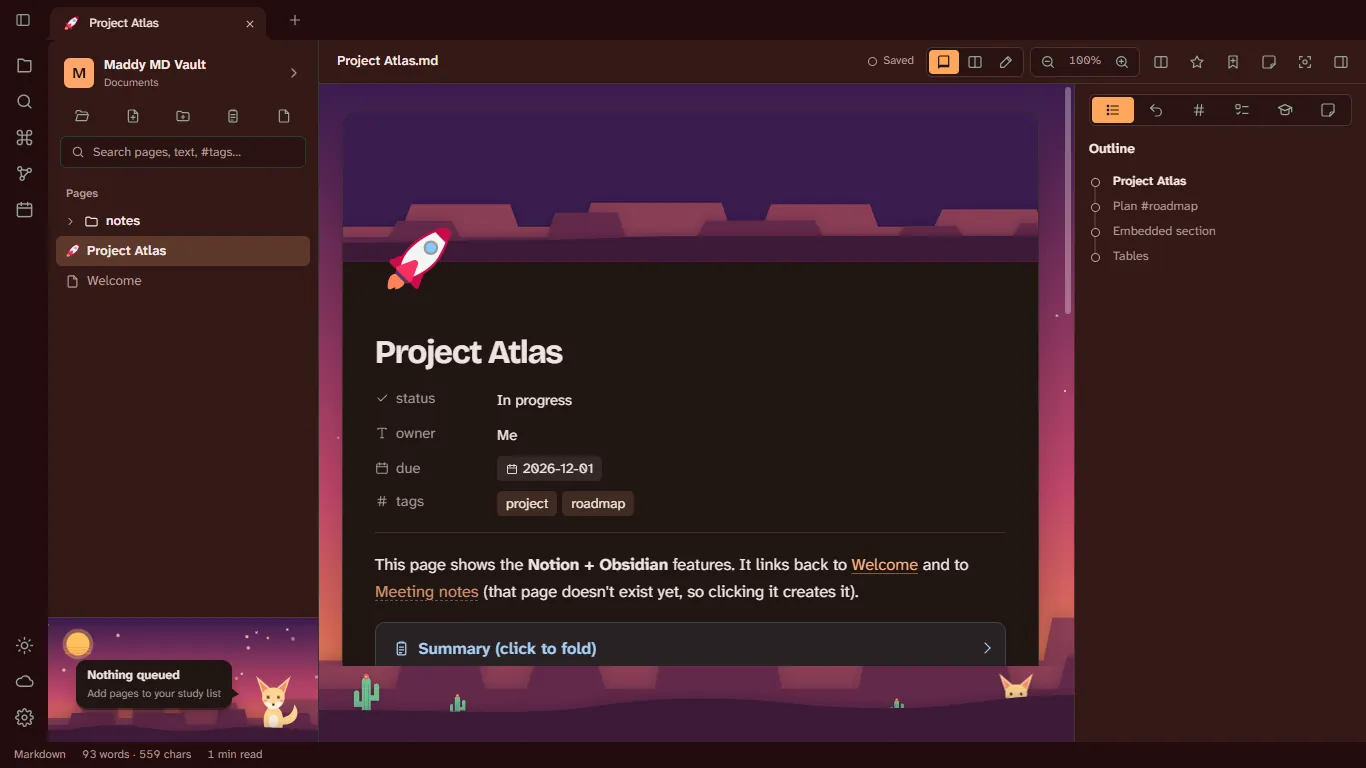 Project Atlas
Maddy MD Vault
Documents
M
Search pages, text, #tags...
Pages
notes
Project Atlas
Welcome
Nothing queued
Add pages to your study list
Project Atlas.md
Saved
100%
Project Atlas
status In progress
owner Me
due 2026-12-01
# tags project roadmap
This page shows the Notion + Obsidian features. It links back to Welcome and to
Meeting notes (that page doesn't exist yet, so clicking it creates it).
Summary (click to fold)
Outline
Project Atlas
Plan #roadmap
Embedded section
Tables
Markdown 93 words · 559 chars 1 min read